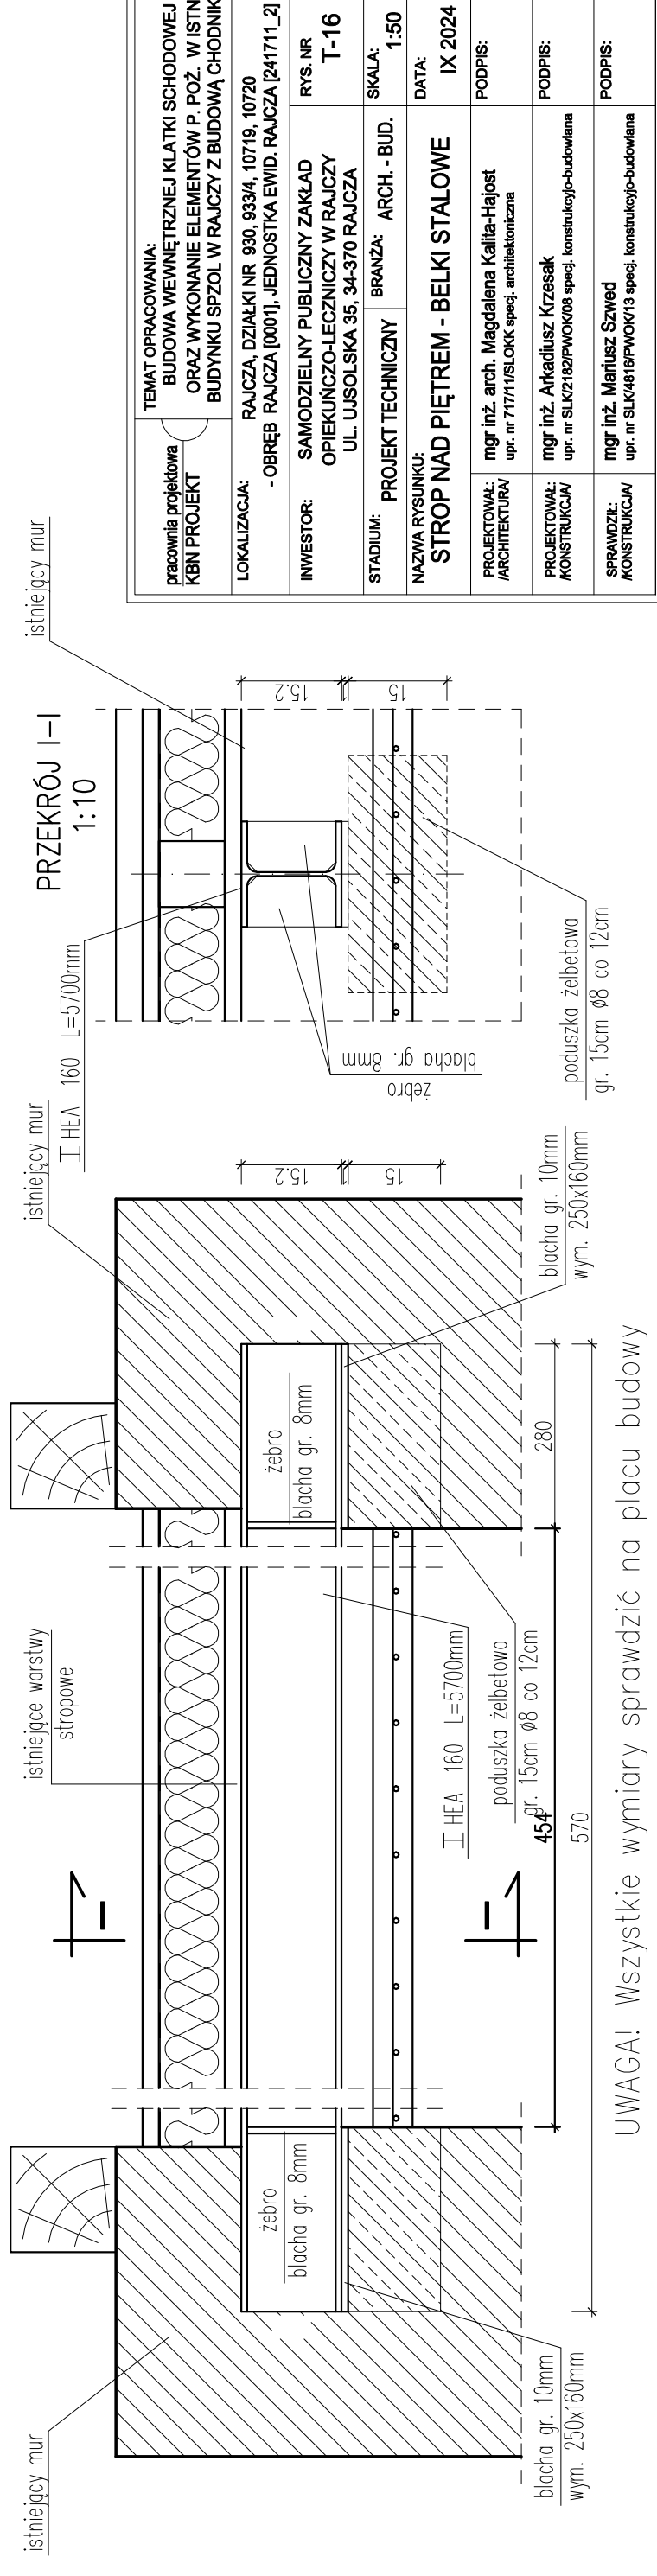 istniejący mur
istniejące warstwy
stropowe
istniejący mur
żebro
blacha gr. 8mm
żebro
blacha gr. 8mm
I
I
HEA 160 L=5700mm
poduszka żelbetowa
gr. 15cm ø8 co 12cm
454
280
570
blacha gr. 10mm
wym. 250x160mm
blacha gr. 10mm
wym. 250x160mm
15.2
1
15
UWAGA! Wszystkie wymiary sprawdzić na placu budowy
PRZEKRÓJ I-I
1:10
istniejący mur
HEA 160 L=5700mm
żebro
blacha gr. 8mm
15.2
1
15
poduszka żelbetowa
gr. 15cm ø8 co 12cm
pracownia projektowa
KBN PROJEKT
TEMAT OPRACOWANIA:
BUDOWA WEWNĘTRZNEJ KLATKI SCHODOWEJ
ORAZ WYKONANIE ELEMENTÓW P. POŻ. W ISTN
BUDYNKU SPZOL W RAJCZY Z BUDOWĄ CHODNIK
LOKALIZACJA: RAJCZA, DZIAŁKI NR 930, 933/4, 10719, 10720
- OBRĘB RAJCZA [0001], JEDNOSTKA EWID. RAJCZA [241711_2]
INWESTOR: SAMODZIELNY PUBLICZNY ZAKŁAD
OPIEKUŃCZO-LECZNICZY W RAJCZY
UL. UJSOLSKA 35, 34-370 RAJCZA
RYS. NR
T-16
STADIUM: PROJEKT TECHNICZNY
BRANŻA: ARCH. - BUD.
SKALA: 1:50
NAZWA RYSUNKU:
STROP NAD PIĘTREM - BELKI STALOWE
DATA:
IX 2024
PROJEKTOWAŁ:
/ARCHITEKTURA/
mgr inż. arch. Magdalena Kalita-Hajost
upr. nr 717/11/SLOKK specj. architektoniczna
PODPIS:
PROJEKTOWAŁ:
/KONSTRUKCJA/
mgr inż. Arkadiusz Krzesak
upr. nr SLK/2182/PWOK/08 specj. konstrukcyjo-budowlana
PODPIS:
SPRAWDZIŁ:
/KONSTRUKCJA/
mgr inż. Mariusz Szwed
upr. nr SLK/4816/PWOK/13 specj. konstrukcyjo-budowlana
PODPIS: